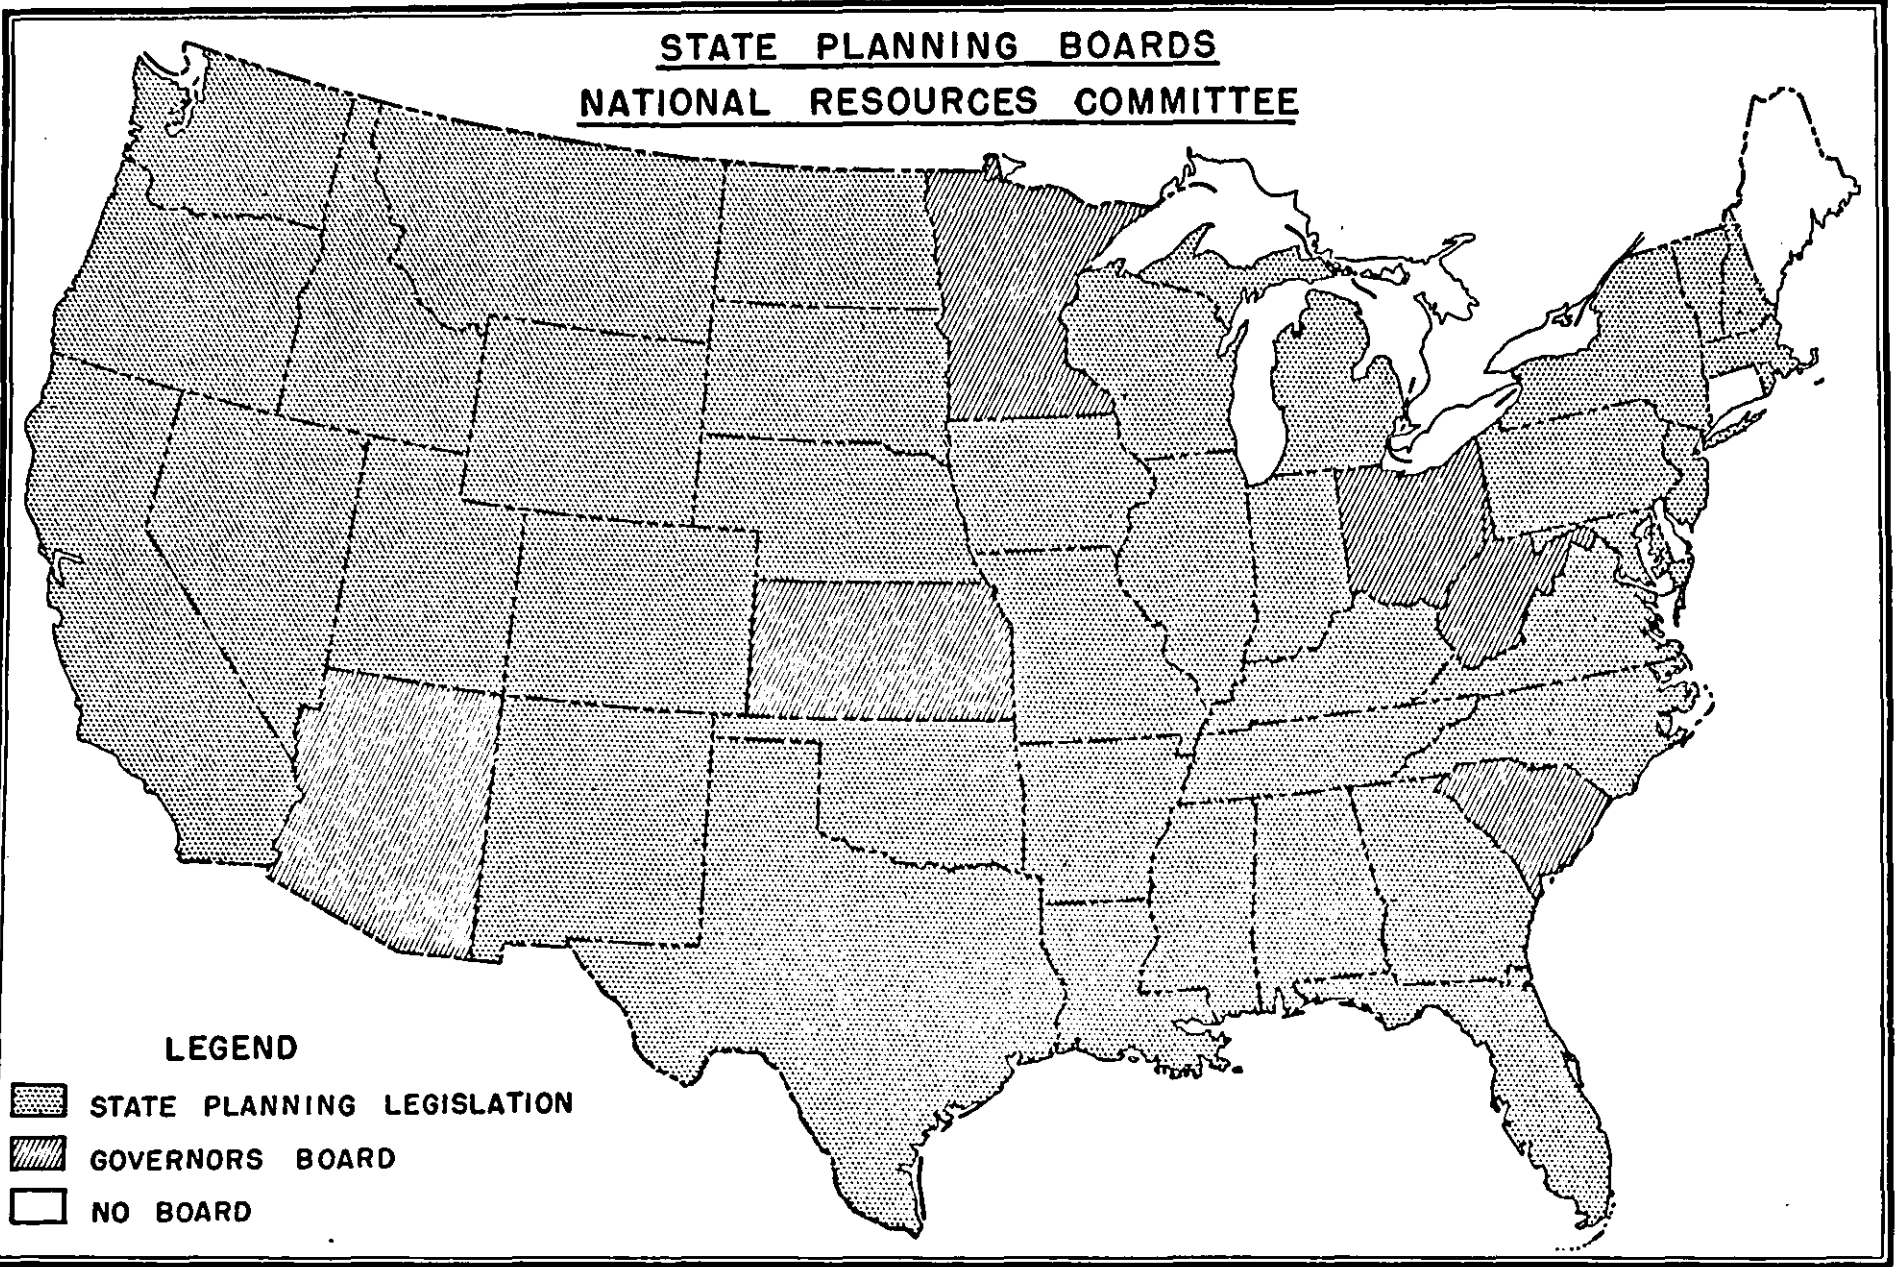 STATE PLANNING BOARDS
NATIONAL RESOURCES COMMITTEE
LEGEND
STATE PLANNING LEGISLATION
GOVERNORS BOARD
NO BOARD